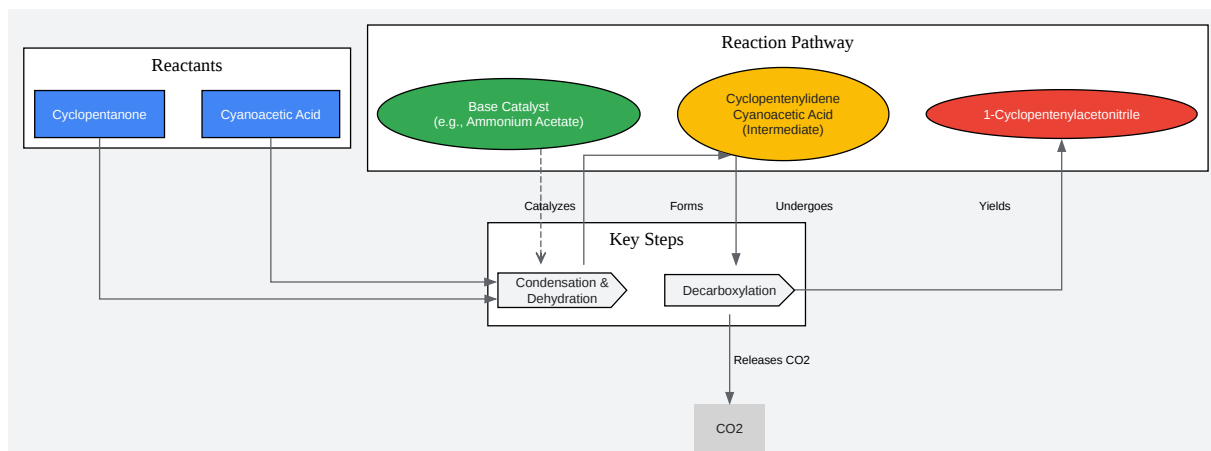 Reactants
Cyclopentanone
Cyanoacetic Acid
Reaction Pathway
Base Catalyst
(e.g., Ammonium Acetate)
Cyclopentenylidene
Cyanoacetic Acid
(Intermediate)
1-Cyclopentenylacetonitrile
Catalyzes
Forms
Undergoes
Yields
Key Steps
Condensation &
Dehydration
Decarboxylation
Releases CO2
CO2